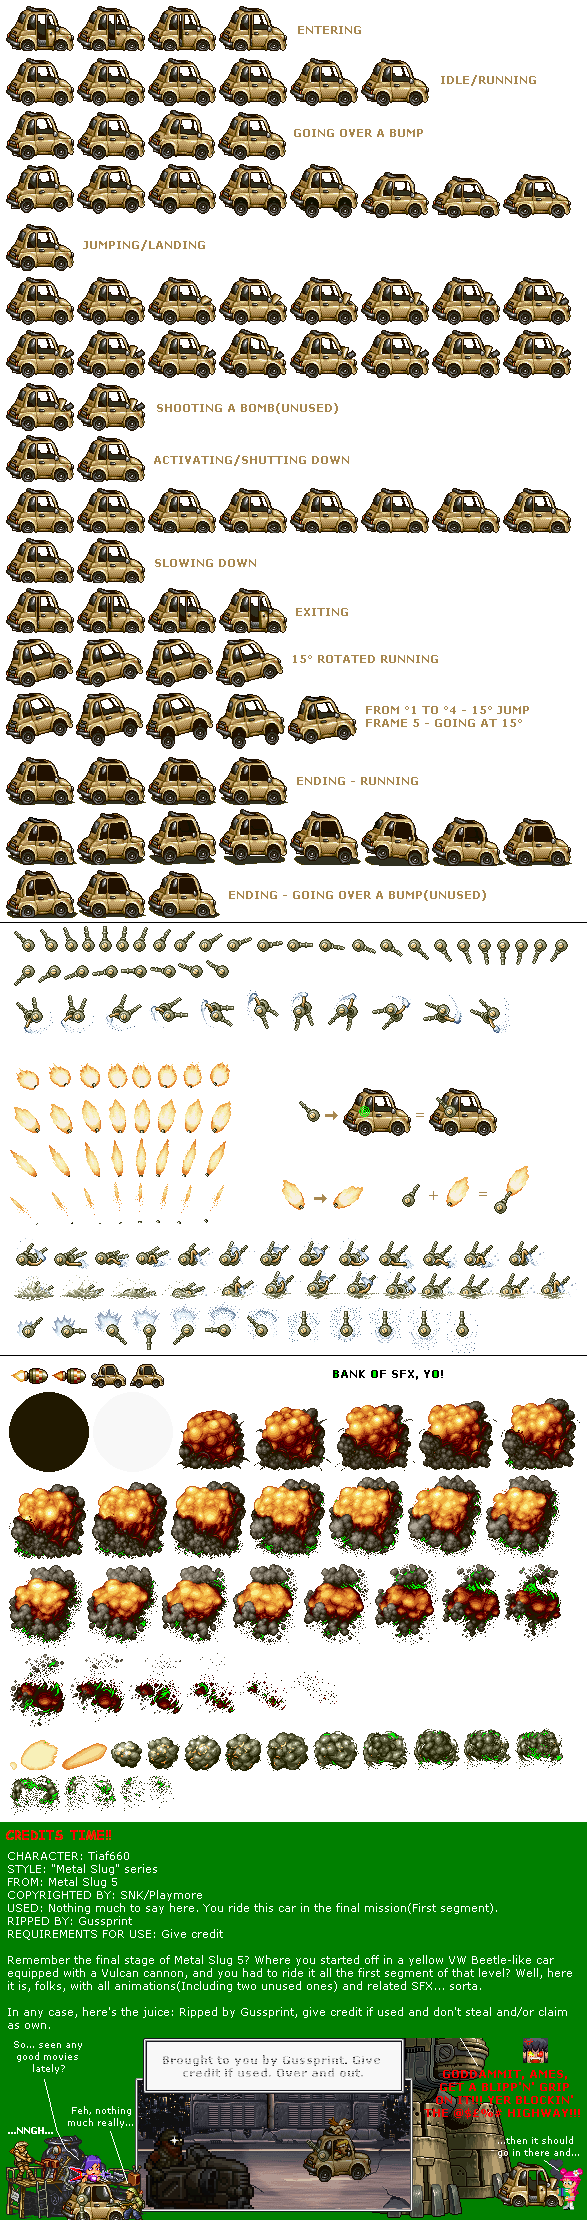 ENTERING
IDLE/RUNNING
GOING OVER A BUMP
JUMPING/LANDING
SHOOTING A BOMB(UNUSED)
ACTIVATING/SHUTTING DOWN
SLOWING DOWN
EXITING
15° ROTATED RUNNING
FROM °1 TO °4 - 15° JUMP
FRAME 5 - GOING AT 15°
ENDING - RUNNING
ENDING - GOING OVER A BUMP(UNUSED)
=
+ =
BANK OF SFX, YO!
CREDITS TIME!!
CHARACTER: Tiaf660
STYLE: "Metal Slug" series
FROM: Metal Slug 5
COPYRIGHTED BY: SNK/Playmore
USED: Nothing much to say here. You ride this car in the final mission(First segment).
RIPPED BY: Gussprint
REQUIREMENTS FOR USE: Give credit
Remember the final stage of Metal Slug 5? Where you started off in a yellow VW Beetle-like car
equipped with a Vulcan cannon, and you had to ride it all the first segment of that level? Well, here
it is, folks, with all animations(Including two unused ones) and related SFX... sorta.
In any case, here's the juice: Ripped by Gussprint, give credit if used and don't steal and/or claim
as own.
So... seen any
good movies
lately?
Feh, nothing
much really...
...NNGH...
Brought to you by Gussprint. Give
credit if used. Over and out.
...then it should
go in there and...